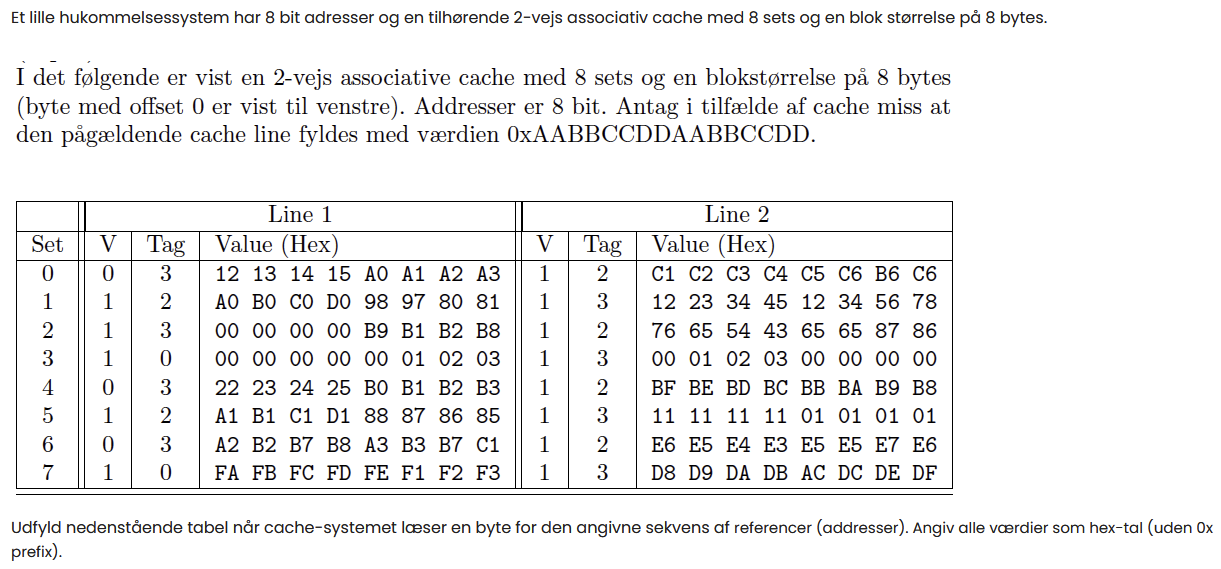 Et lille hukommelsessystem har 8 bit adresser og en tilhørende 2-vejs associativ cache med 8 sets og en blok størrelse på 8 bytes.
I det følgende er vist en 2-vejs associative cache med 8 sets og en blokstørrelse på 8 bytes
(byte med offset 0 er vist til venstre). Addresser er 8 bit. Antag i tilfælde af cache miss at
den pågældende cache line fyldes med værdien 0xAABBCCDDAABBCCDD.
Line 1 Line 2
Set V Tag Value (Hex) V Tag Value (Hex)
0 0 3 12 13 14 15 A0 A1 A2 A3 1 2 C1 C2 C3 C4 C5 C6 B6 C6
1 1 2 A0 B0 C0 D0 98 97 80 81 1 3 12 23 34 45 12 34 56 78
2 1 3 00 00 00 00 B9 B1 B2 B8 1 2 76 65 54 43 65 65 87 86
3 1 0 00 00 00 00 00 01 02 03 1 3 00 01 02 03 00 00 00 00
4 0 3 22 23 24 25 B0 B1 B2 B3 1 2 BF BE BD BC BB BA B9 B8
5 1 2 A1 B1 C1 D1 88 87 86 85 1 3 11 11 11 11 01 01 01 01
6 0 3 A2 B2 B7 B8 A3 B3 B7 C1 1 2 E6 E5 E4 E3 E5 E5 E7 E6
7 1 0 FA FB FC FD FE F1 F2 F3 1 3 D8 D9 DA DB AC DC DE DF
Udfyld nedenstående tabel når cache-systemet læser en byte for den angivne sekvens af referencer (addresser). Angiv alle værdier som hex-tal (uden 0x
prefix).